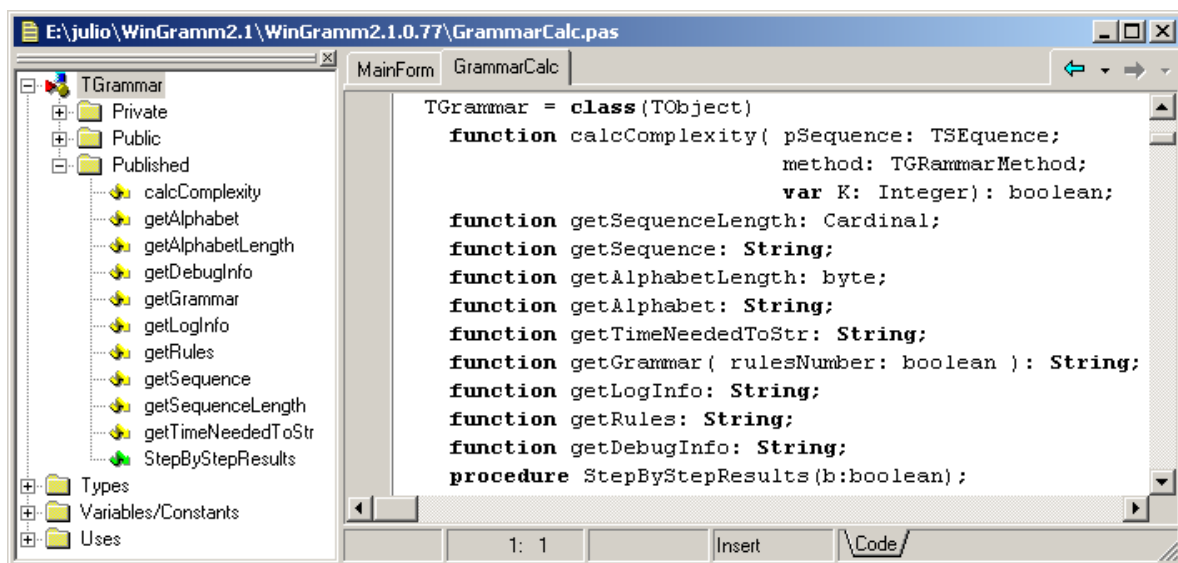 E:\julio\WinGramm2.1\WinGramm2.1.0.77\GrammarCalc.pas
TGrammar
Private
Public
Published
calcComplexity
getAlphabet
getAlphabetLength
getDebugInfo
getGrammar
getLogInfo
getRules
getSequence
getSequenceLength
getTimeNeededToStr
StepByStepResults
Types
Variables/Constants
Uses
MainForm GrammarCalc
TGrammar = class(TObject)
function calcComplexity( pSequence: TSEquence;
method: TGRammarMethod;
var K: Integer): boolean;
function getSequenceLength: Cardinal;
function getSequence: String;
function getAlphabetLength: byte;
function getAlphabet: String;
function getTimeNeededToStr: String;
function getGrammar( rulesNumber: boolean ): String;
function getLogInfo: String;
function getRules: String;
function getDebugInfo: String;
procedure StepByStepResults(b:boolean);
1: 1 Insert \Code/